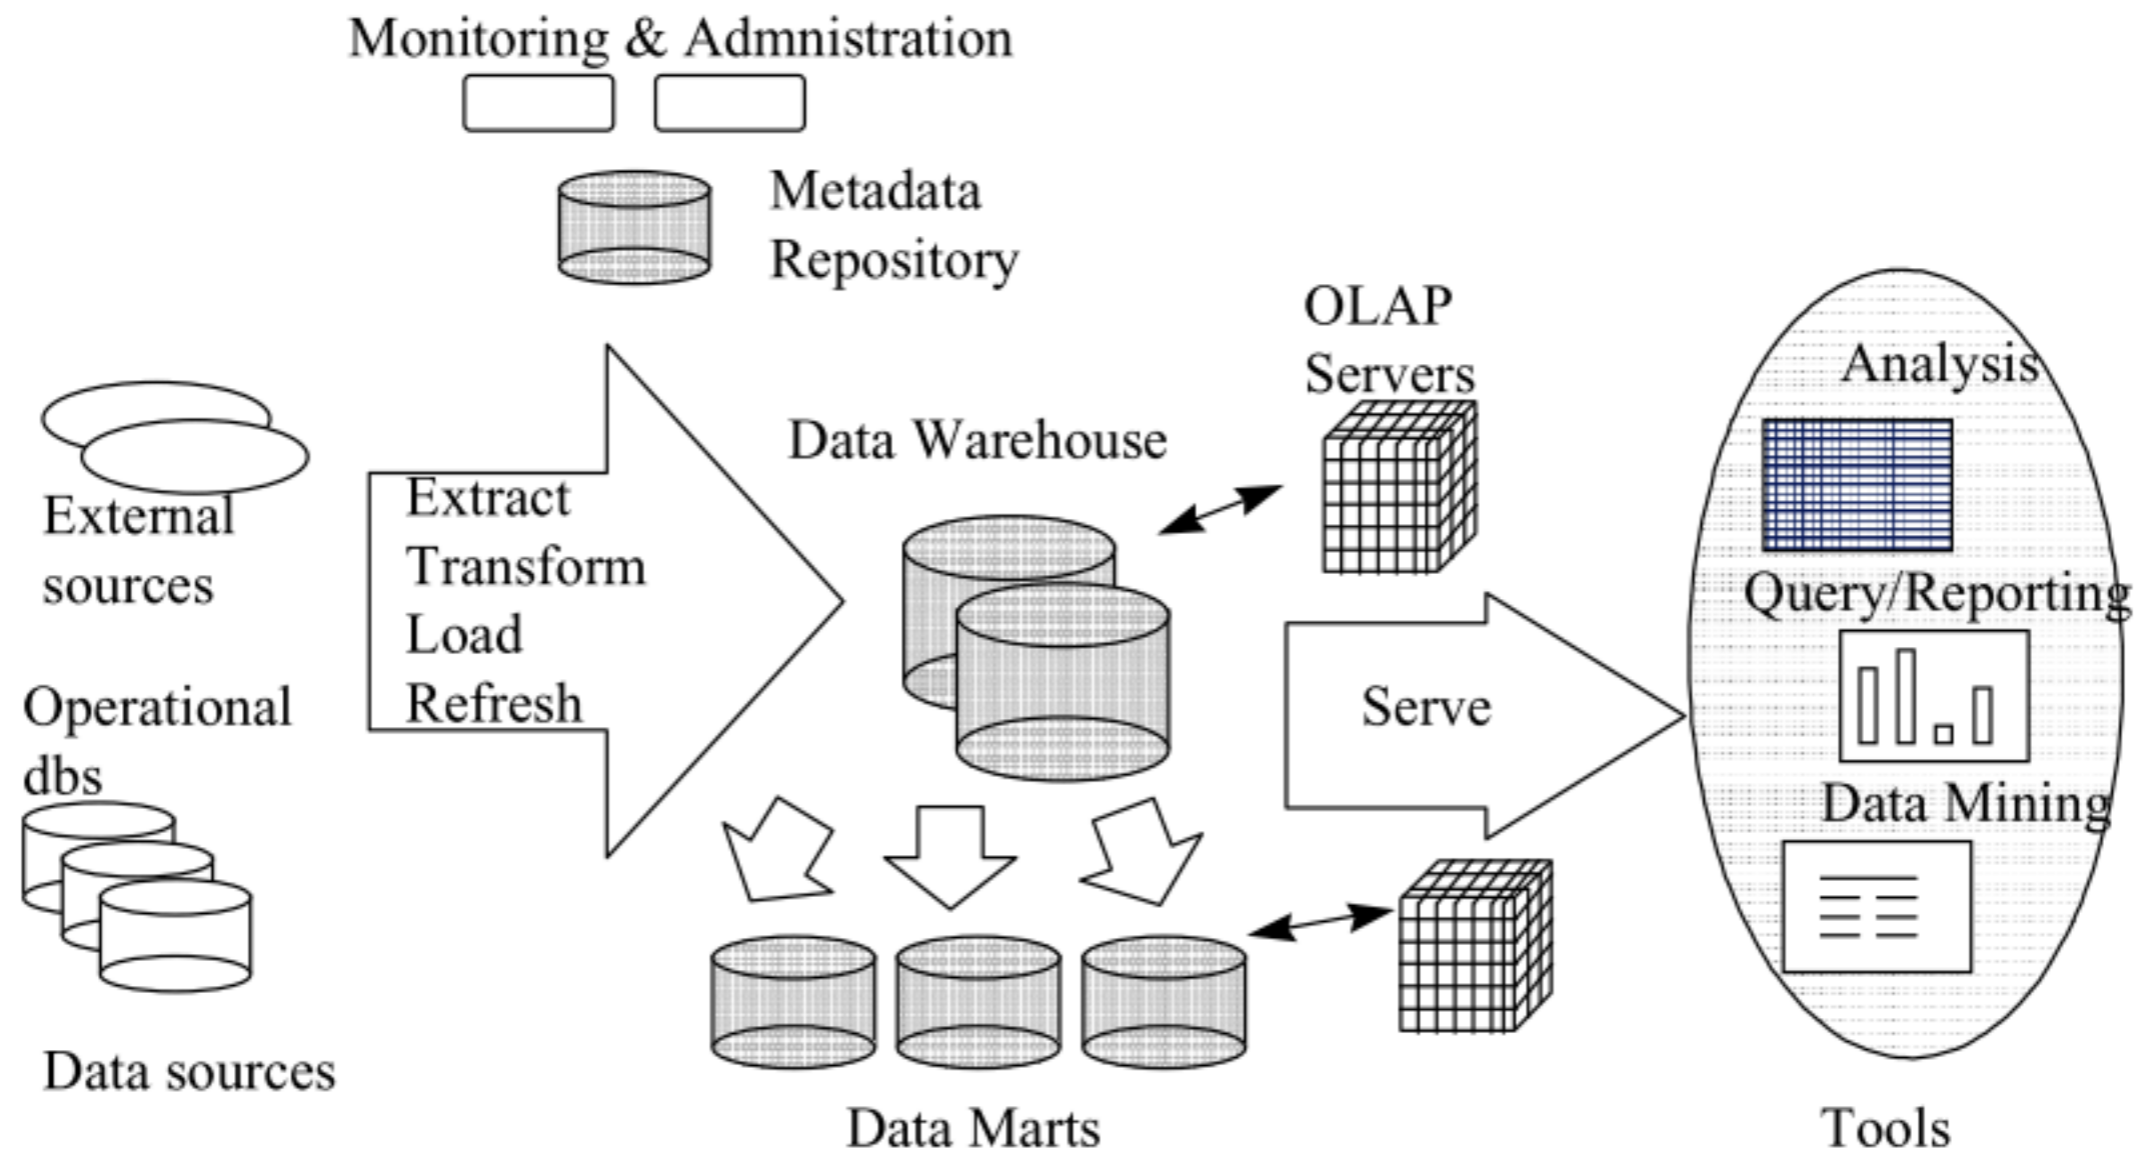 Monitoring & Admnistration
Metadata
Repository
OLAP
Servers
Analysis
Data Warehouse
External
sources
Extract
Transform
Load
Refresh
Query/Reporting
Serve
Operational
dbs
Data Mining
Data sources
Data Marts
Tools